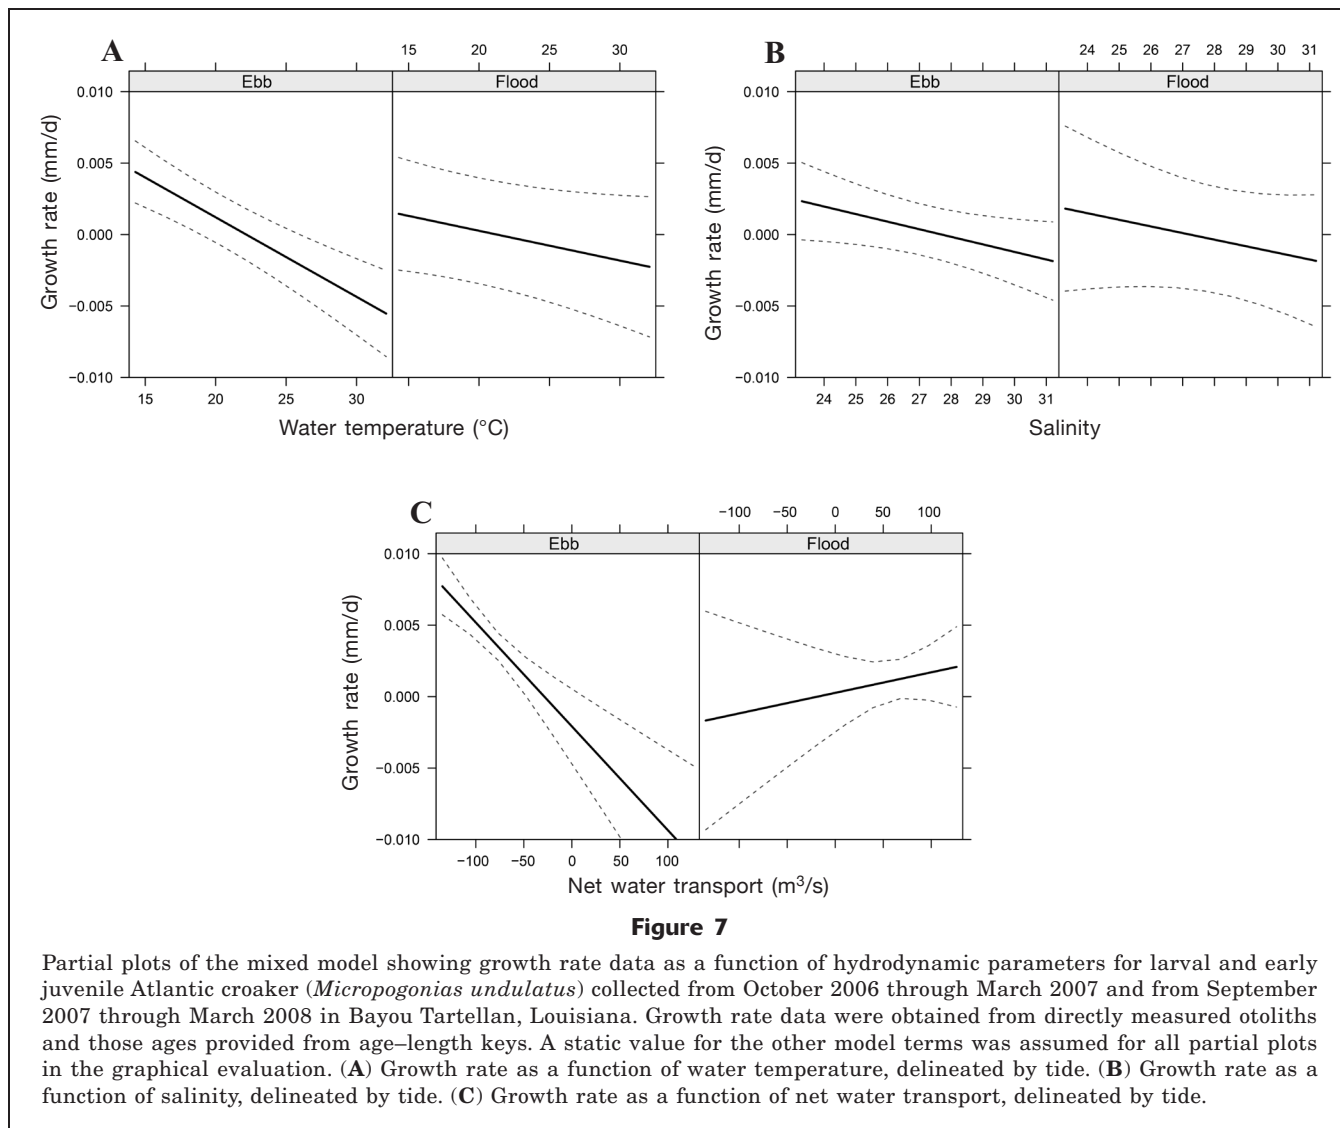 A
15 20 25 30
Ebb Flood
0.010
0.005
0.000
−0.005
−0.010
Growth rate (mm/d)
15 20 25 30
Water temperature (°C)
B
24 25 26 27 28 29 30 31
Ebb Flood
0.010
0.005
0.000
−0.005
−0.010
Growth rate (mm/d)
24 25 26 27 28 29 30 31
Salinity
C
−100 −50 0 50 100
Ebb Flood
0.010
0.005
0.000
−0.005
−0.010
Growth rate (mm/d)
−100 −50 0 50 100
Net water transport (m³/s)
Figure 7
Partial plots of the mixed model showing growth rate data as a function of hydrodynamic parameters for larval and early
juvenile Atlantic croaker (Micropogonias undulatus) collected from October 2006 through March 2007 and from September
2007 through March 2008 in Bayou Tartellan, Louisiana. Growth rate data were obtained from directly measured otoliths
and those ages provided from age–length keys. A static value for the other model terms was assumed for all partial plots
in the graphical evaluation. (A) Growth rate as a function of water temperature, delineated by tide. (B) Growth rate as a
function of salinity, delineated by tide. (C) Growth rate as a function of net water transport, delineated by tide.